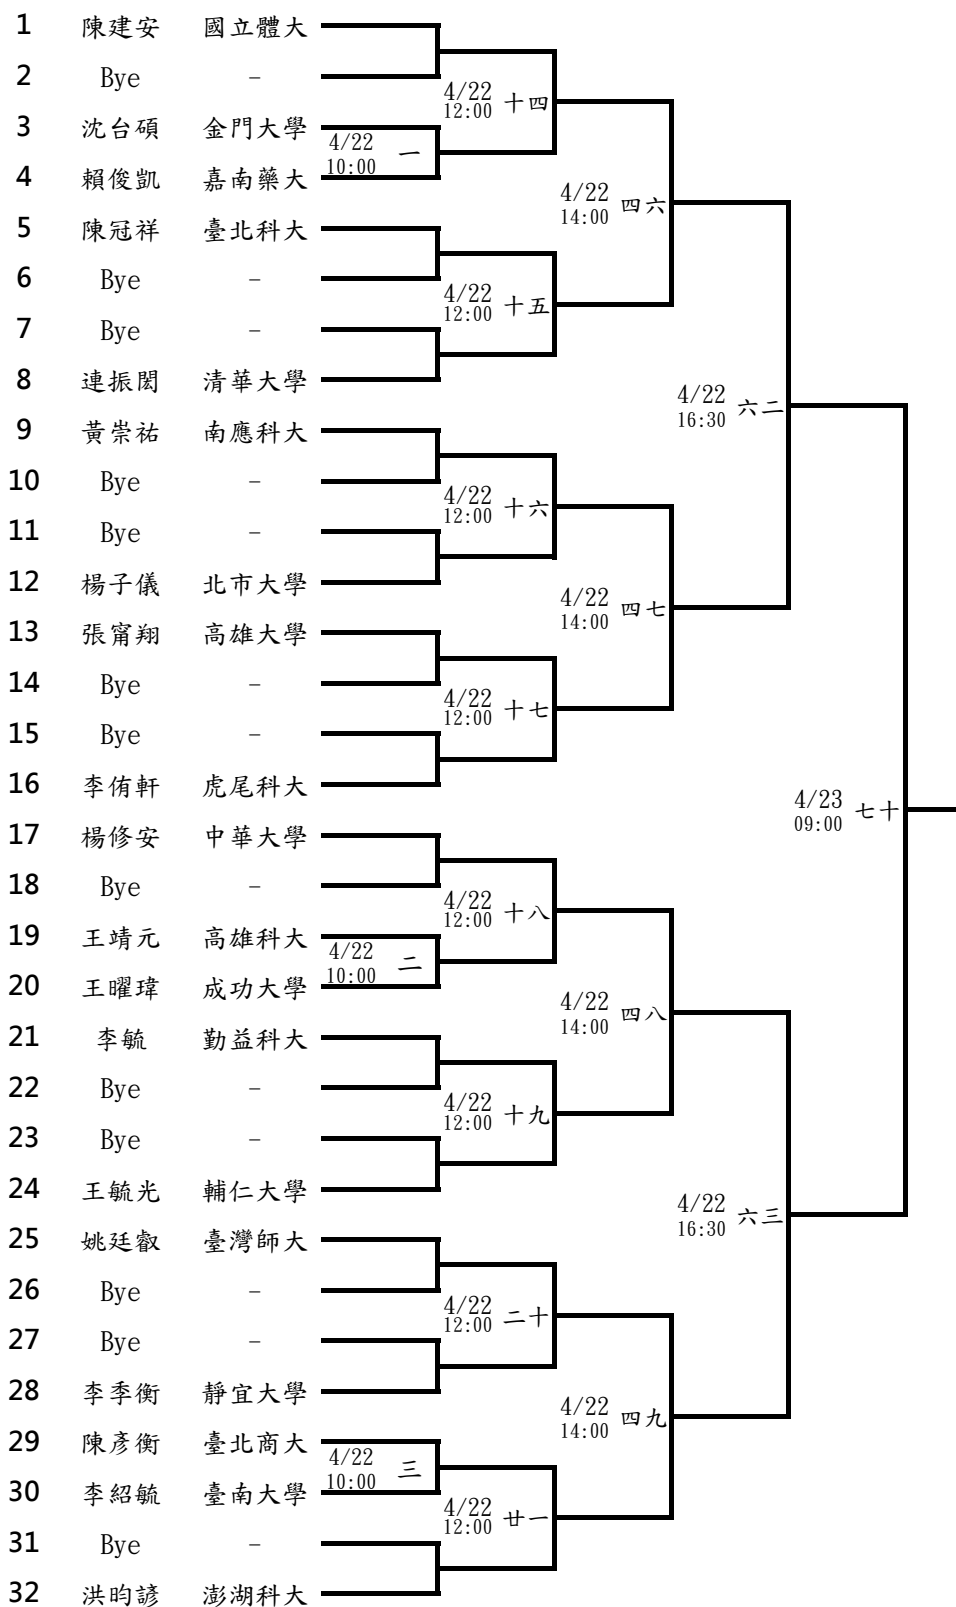 1 陳建安 國立體大
2 Bye -
4/22 12:00 十四
3 沈台碩 金門大學
4/22 10:00 一
4 賴俊凱 嘉南藥大
4/22 14:00 四六
5 陳冠祥 臺北科大
6 Bye -
4/22 12:00 十五
7 Bye -
8 連振閎 清華大學
4/22 16:30 六二
9 黃崇祐 南應科大
10 Bye -
4/22 12:00 十六
11 Bye -
12 楊子儀 北市大學
4/22 14:00 四七
13 張甯翔 高雄大學
14 Bye -
4/22 12:00 十七
15 Bye -
16 李侑軒 虎尾科大
4/23 09:00 七十
17 楊修安 中華大學
18 Bye -
4/22 12:00 十八
19 王靖元 高雄科大
4/22 10:00 二
20 王曜瑋 成功大學
4/22 14:00 四八
21 李毓 勤益科大
22 Bye -
4/22 12:00 十九
23 Bye -
24 王毓光 輔仁大學
4/22 16:30 六三
25 姚廷叡 臺灣師大
26 Bye -
4/22 12:00 二十
27 Bye -
28 李季衡 靜宜大學
4/22 14:00 四九
29 陳彥衡 臺北商大
4/22 10:00 三
30 李紹毓 臺南大學
4/22 12:00 廿一
31 Bye -
32 洪昀諺 澎湖科大